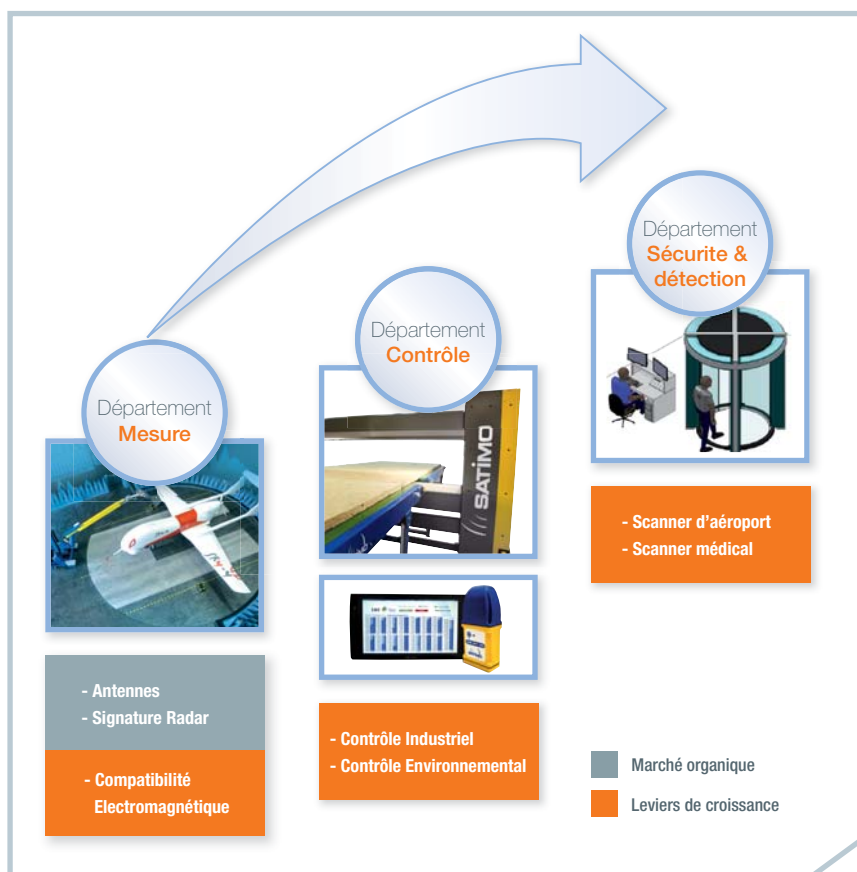 Département
Sécurite &
détection
Département
Contrôle
Département
Mesure
SATIMO
- Scanner d'aéroport
- Scanner médical
- Antennes
- Signature Radar
- Compatibilité
Electromagnétique
- Contrôle Industriel
- Contrôle Environnemental
Marché organique
Leviers de croissance